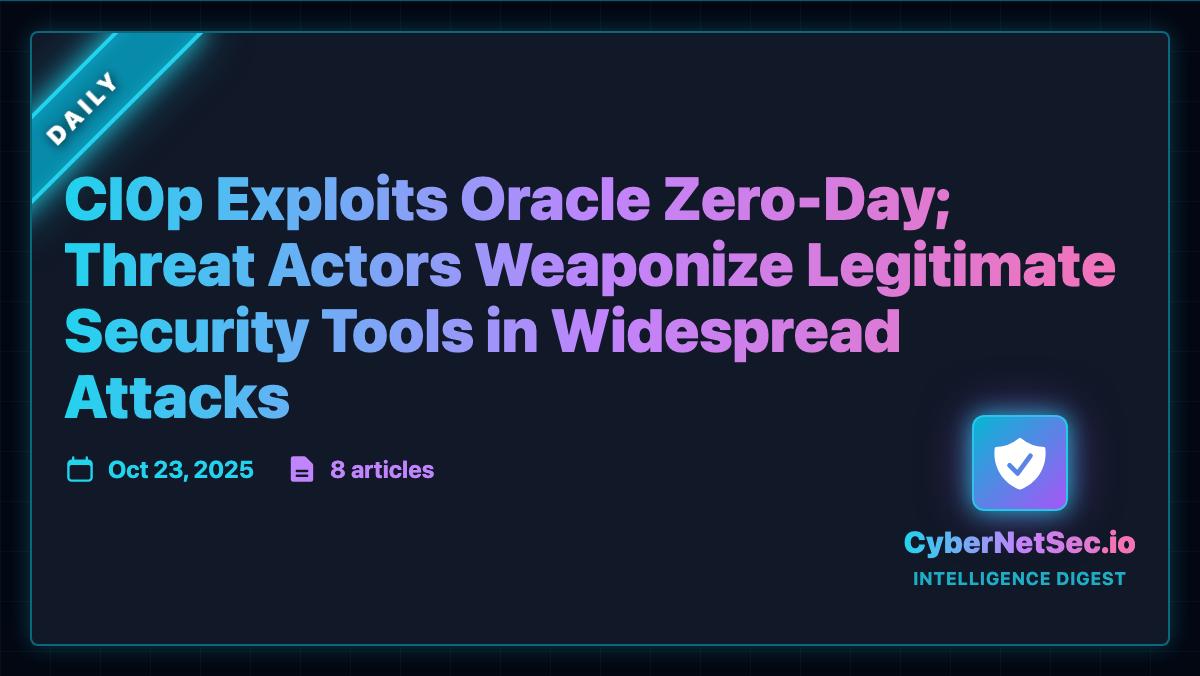 DAILY
Cl0p Exploits Oracle Zero-Day;
Threat Actors Weaponize Legitimate
Security Tools in Widespread
Attacks
Oct 23, 2025 8 articles
CyberNetSec.io
INTELLIGENCE DIGEST